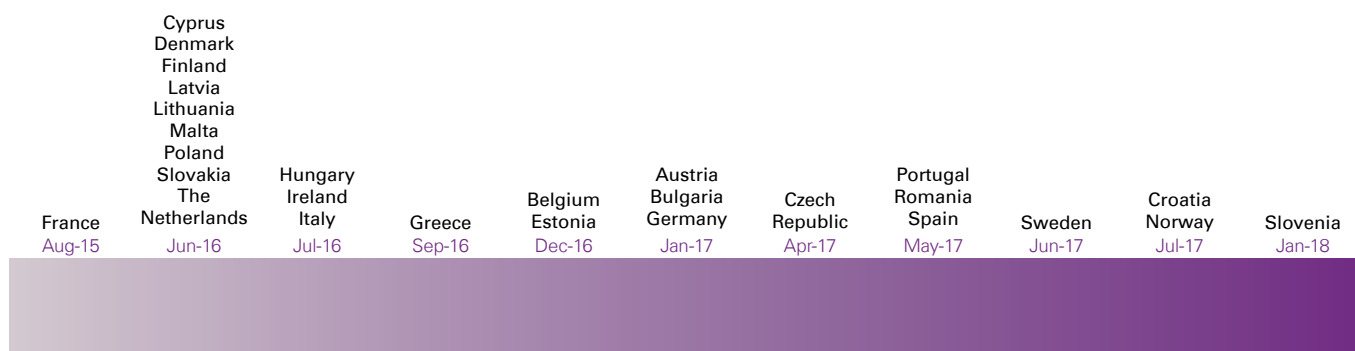 France
Aug-15
Cyprus
Denmark
Finland
Latvia
Lithuania
Malta
Poland
Slovakia
The
Netherlands
Jun-16
Hungary
Ireland
Italy
Jul-16
Greece
Sep-16
Belgium
Estonia
Dec-16
Austria
Bulgaria
Germany
Jan-17
Czech
Republic
Apr-17
Portugal
Romania
Spain
May-17
Sweden
Jun-17
Croatia
Norway
Jul-17
Slovenia
Jan-18